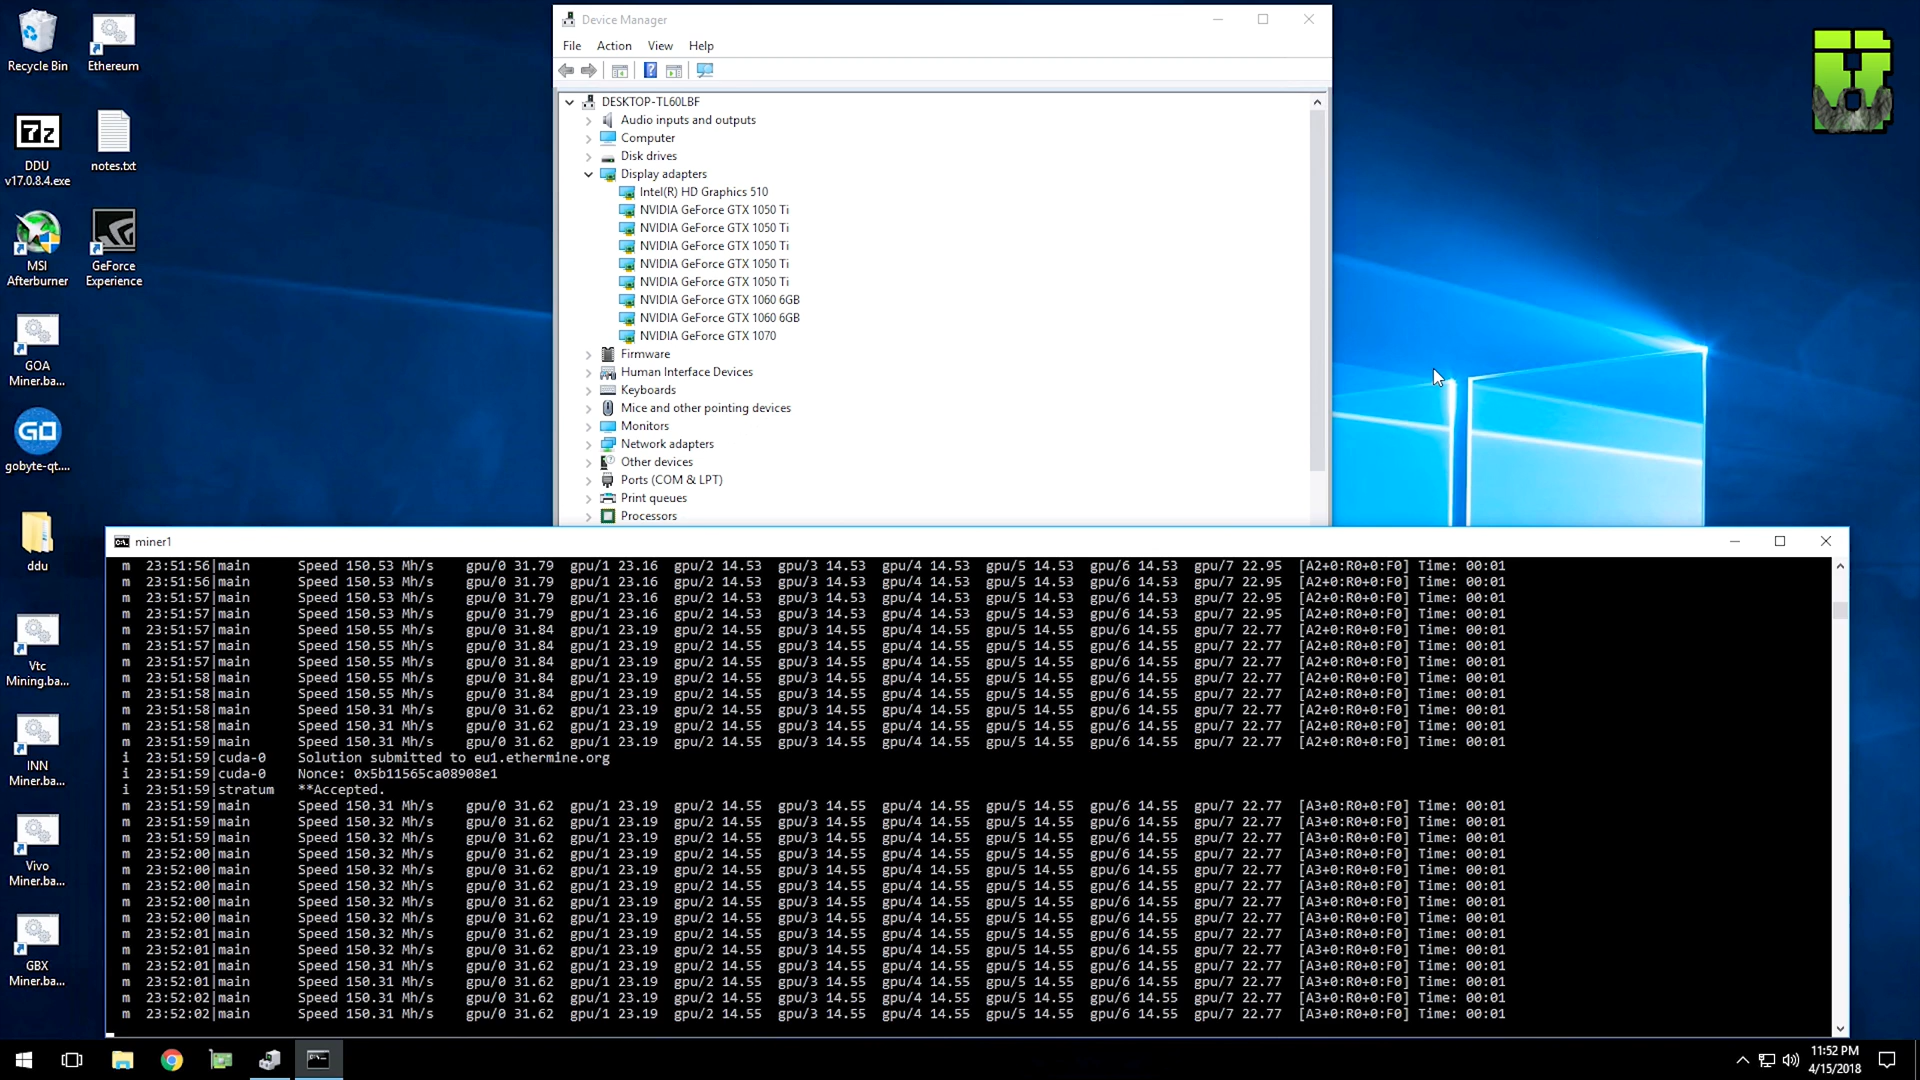 Recycle Bin
Ethereum
DDU
v17.0.8.4.exe
notes.txt
MSI
Afterburner
GeForce
Experience
GOA
Miner.ba...
gobyte-qt....
ddu
Vtc
Mining.ba...
INN
Miner.ba...
Vivo
Miner.ba...
GBX
Miner.ba...
Device Manager
File Action View Help
DESKTOP-TL60LBF
Audio inputs and outputs
Computer
Disk drives
Display adapters
Intel(R) HD Graphics 510
NVIDIA GeForce GTX 1050 Ti
NVIDIA GeForce GTX 1050 Ti
NVIDIA GeForce GTX 1050 Ti
NVIDIA GeForce GTX 1050 Ti
NVIDIA GeForce GTX 1050 Ti
NVIDIA GeForce GTX 1060 6GB
NVIDIA GeForce GTX 1060 6GB
NVIDIA GeForce GTX 1070
Firmware
Human Interface Devices
Keyboards
Mice and other pointing devices
Monitors
Network adapters
Other devices
Ports (COM & LPT)
Print queues
Processors
miner1
m 23:51:56|main Speed 150.53 Mh/s gpu/0 31.79 gpu/1 23.16 gpu/2 14.53 gpu/3 14.53 gpu/4 14.53 gpu/5 14.53 gpu/6 14.53 gpu/7 22.95 [A2+0:R0+0:F0] Time: 00:01
m 23:51:56|main Speed 150.53 Mh/s gpu/0 31.79 gpu/1 23.16 gpu/2 14.53 gpu/3 14.53 gpu/4 14.53 gpu/5 14.53 gpu/6 14.53 gpu/7 22.95 [A2+0:R0+0:F0] Time: 00:01
m 23:51:57|main Speed 150.53 Mh/s gpu/0 31.79 gpu/1 23.16 gpu/2 14.53 gpu/3 14.53 gpu/4 14.53 gpu/5 14.53 gpu/6 14.53 gpu/7 22.95 [A2+0:R0+0:F0] Time: 00:01
m 23:51:57|main Speed 150.53 Mh/s gpu/0 31.79 gpu/1 23.16 gpu/2 14.53 gpu/3 14.53 gpu/4 14.53 gpu/5 14.53 gpu/6 14.53 gpu/7 22.95 [A2+0:R0+0:F0] Time: 00:01
m 23:51:57|main Speed 150.55 Mh/s gpu/0 31.84 gpu/1 23.19 gpu/2 14.55 gpu/3 14.55 gpu/4 14.55 gpu/5 14.55 gpu/6 14.55 gpu/7 22.77 [A2+0:R0+0:F0] Time: 00:01
m 23:51:57|main Speed 150.55 Mh/s gpu/0 31.84 gpu/1 23.19 gpu/2 14.55 gpu/3 14.55 gpu/4 14.55 gpu/5 14.55 gpu/6 14.55 gpu/7 22.77 [A2+0:R0+0:F0] Time: 00:01
m 23:51:57|main Speed 150.55 Mh/s gpu/0 31.84 gpu/1 23.19 gpu/2 14.55 gpu/3 14.55 gpu/4 14.55 gpu/5 14.55 gpu/6 14.55 gpu/7 22.77 [A2+0:R0+0:F0] Time: 00:01
m 23:51:58|main Speed 150.55 Mh/s gpu/0 31.84 gpu/1 23.19 gpu/2 14.55 gpu/3 14.55 gpu/4 14.55 gpu/5 14.55 gpu/6 14.55 gpu/7 22.77 [A2+0:R0+0:F0] Time: 00:01
m 23:51:58|main Speed 150.55 Mh/s gpu/0 31.84 gpu/1 23.19 gpu/2 14.55 gpu/3 14.55 gpu/4 14.55 gpu/5 14.55 gpu/6 14.55 gpu/7 22.77 [A2+0:R0+0:F0] Time: 00:01
m 23:51:58|main Speed 150.31 Mh/s gpu/0 31.62 gpu/1 23.19 gpu/2 14.55 gpu/3 14.55 gpu/4 14.55 gpu/5 14.55 gpu/6 14.55 gpu/7 22.77 [A2+0:R0+0:F0] Time: 00:01
m 23:51:58|main Speed 150.31 Mh/s gpu/0 31.62 gpu/1 23.19 gpu/2 14.55 gpu/3 14.55 gpu/4 14.55 gpu/5 14.55 gpu/6 14.55 gpu/7 22.77 [A2+0:R0+0:F0] Time: 00:01
m 23:51:59|main Speed 150.31 Mh/s gpu/0 31.62 gpu/1 23.19 gpu/2 14.55 gpu/3 14.55 gpu/4 14.55 gpu/5 14.55 gpu/6 14.55 gpu/7 22.77 [A2+0:R0+0:F0] Time: 00:01
i 23:51:59|cuda-0 Solution submitted to eu1.ethermine.org
i 23:51:59|cuda-0 Nonce: 0x5b11565ca08908e1
i 23:51:59|stratum **Accepted.
m 23:51:59|main Speed 150.31 Mh/s gpu/0 31.62 gpu/1 23.19 gpu/2 14.55 gpu/3 14.55 gpu/4 14.55 gpu/5 14.55 gpu/6 14.55 gpu/7 22.77 [A3+0:R0+0:F0] Time: 00:01
m 23:51:59|main Speed 150.32 Mh/s gpu/0 31.62 gpu/1 23.19 gpu/2 14.55 gpu/3 14.55 gpu/4 14.55 gpu/5 14.55 gpu/6 14.55 gpu/7 22.77 [A3+0:R0+0:F0] Time: 00:01
m 23:51:59|main Speed 150.32 Mh/s gpu/0 31.62 gpu/1 23.19 gpu/2 14.55 gpu/3 14.55 gpu/4 14.55 gpu/5 14.55 gpu/6 14.55 gpu/7 22.77 [A3+0:R0+0:F0] Time: 00:01
m 23:52:00|main Speed 150.32 Mh/s gpu/0 31.62 gpu/1 23.19 gpu/2 14.55 gpu/3 14.55 gpu/4 14.55 gpu/5 14.55 gpu/6 14.55 gpu/7 22.77 [A3+0:R0+0:F0] Time: 00:01
m 23:52:00|main Speed 150.32 Mh/s gpu/0 31.62 gpu/1 23.19 gpu/2 14.55 gpu/3 14.55 gpu/4 14.55 gpu/5 14.55 gpu/6 14.55 gpu/7 22.77 [A3+0:R0+0:F0] Time: 00:01
m 23:52:00|main Speed 150.32 Mh/s gpu/0 31.62 gpu/1 23.19 gpu/2 14.55 gpu/3 14.55 gpu/4 14.55 gpu/5 14.55 gpu/6 14.55 gpu/7 22.77 [A3+0:R0+0:F0] Time: 00:01
m 23:52:00|main Speed 150.32 Mh/s gpu/0 31.62 gpu/1 23.19 gpu/2 14.55 gpu/3 14.55 gpu/4 14.55 gpu/5 14.55 gpu/6 14.55 gpu/7 22.77 [A3+0:R0+0:F0] Time: 00:01
m 23:52:00|main Speed 150.32 Mh/s gpu/0 31.62 gpu/1 23.19 gpu/2 14.55 gpu/3 14.55 gpu/4 14.55 gpu/5 14.55 gpu/6 14.55 gpu/7 22.77 [A3+0:R0+0:F0] Time: 00:01
m 23:52:01|main Speed 150.32 Mh/s gpu/0 31.62 gpu/1 23.19 gpu/2 14.55 gpu/3 14.55 gpu/4 14.55 gpu/5 14.55 gpu/6 14.55 gpu/7 22.77 [A3+0:R0+0:F0] Time: 00:01
m 23:52:01|main Speed 150.32 Mh/s gpu/0 31.62 gpu/1 23.19 gpu/2 14.55 gpu/3 14.55 gpu/4 14.55 gpu/5 14.55 gpu/6 14.55 gpu/7 22.77 [A3+0:R0+0:F0] Time: 00:01
m 23:52:01|main Speed 150.31 Mh/s gpu/0 31.62 gpu/1 23.19 gpu/2 14.55 gpu/3 14.55 gpu/4 14.55 gpu/5 14.55 gpu/6 14.55 gpu/7 22.77 [A3+0:R0+0:F0] Time: 00:01
m 23:52:01|main Speed 150.31 Mh/s gpu/0 31.62 gpu/1 23.19 gpu/2 14.55 gpu/3 14.55 gpu/4 14.55 gpu/5 14.55 gpu/6 14.55 gpu/7 22.77 [A3+0:R0+0:F0] Time: 00:01
m 23:52:02|main Speed 150.31 Mh/s gpu/0 31.62 gpu/1 23.19 gpu/2 14.55 gpu/3 14.55 gpu/4 14.55 gpu/5 14.55 gpu/6 14.55 gpu/7 22.77 [A3+0:R0+0:F0] Time: 00:01
m 23:52:02|main Speed 150.31 Mh/s gpu/0 31.62 gpu/1 23.19 gpu/2 14.55 gpu/3 14.55 gpu/4 14.55 gpu/5 14.55 gpu/6 14.55 gpu/7 22.77 [A3+0:R0+0:F0] Time: 00:01
11:52 PM
4/15/2018